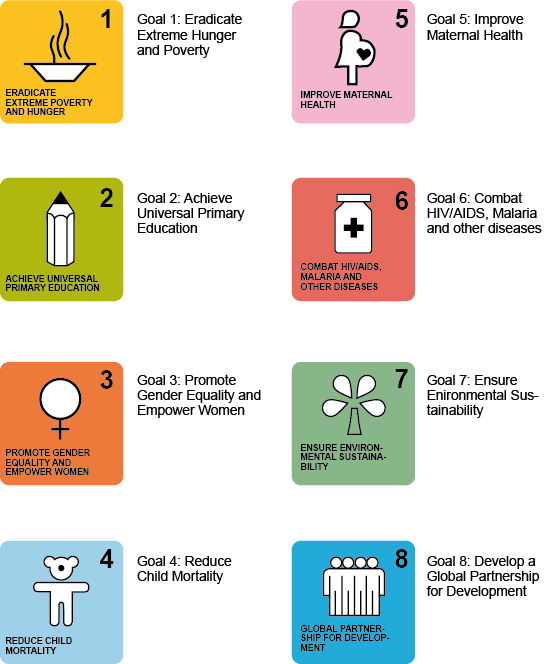 1
ERADICATE
EXTREME POVERTY
AND HUNGER
Goal 1: Eradicate
Extreme Hunger
and Poverty
5
IMPROVE MATERNAL
HEALTH
Goal 5: Improve
Maternal Health
2
ACHIEVE UNIVERSAL
PRIMARY EDUCATION
Goal 2: Achieve
Universal Primary
Education
6
COMBAT HIV/AIDS,
MALARIA AND
OTHER DISEASES
Goal 6: Combat
HIV/AIDS, Malaria
and other diseases
3
PROMOTE GENDER
EQUALITY AND
EMPOWER WOMEN
Goal 3: Promote
Gender Equality and
Empower Women
7
ENSURE ENVIRON-
MENTAL SUSTAINA-
BILITY
Goal 7: Ensure
Enironmental Sus-
tainability
4
REDUCE CHILD
MORTALITY
Goal 4: Reduce
Child Mortality
8
GLOBAL PARTNER-
SHIP FOR DEVELOP-
MENT
Goal 8: Develop a
Global Partnership
for Development